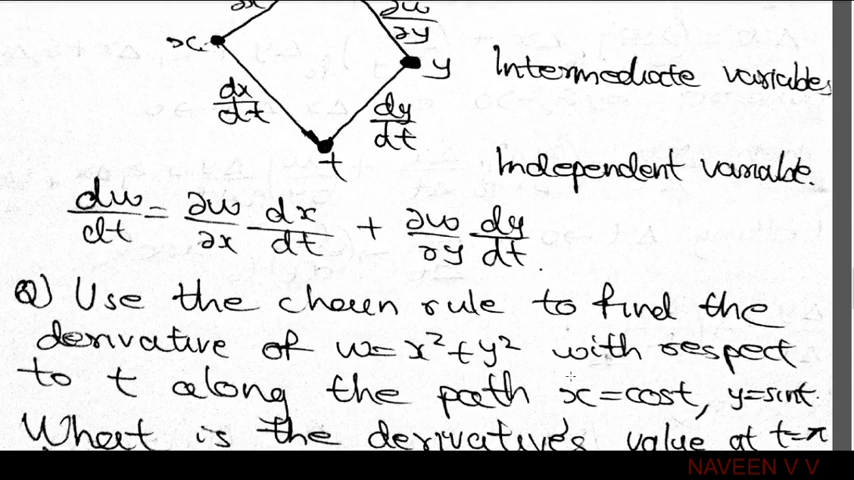 ∂w
∂y
x
y
Intermediate variables
dx
dt
dy
dt
t
Independent variable.
dw/dt = ∂w/∂x dx/dt + ∂w/∂y dy/dt.
Q) Use the chain rule to find the
derivative of w=x²+y² with respect
to t along the path x=cost, y=sint.
What is the derivative's value at t=π
NAVEEN V V